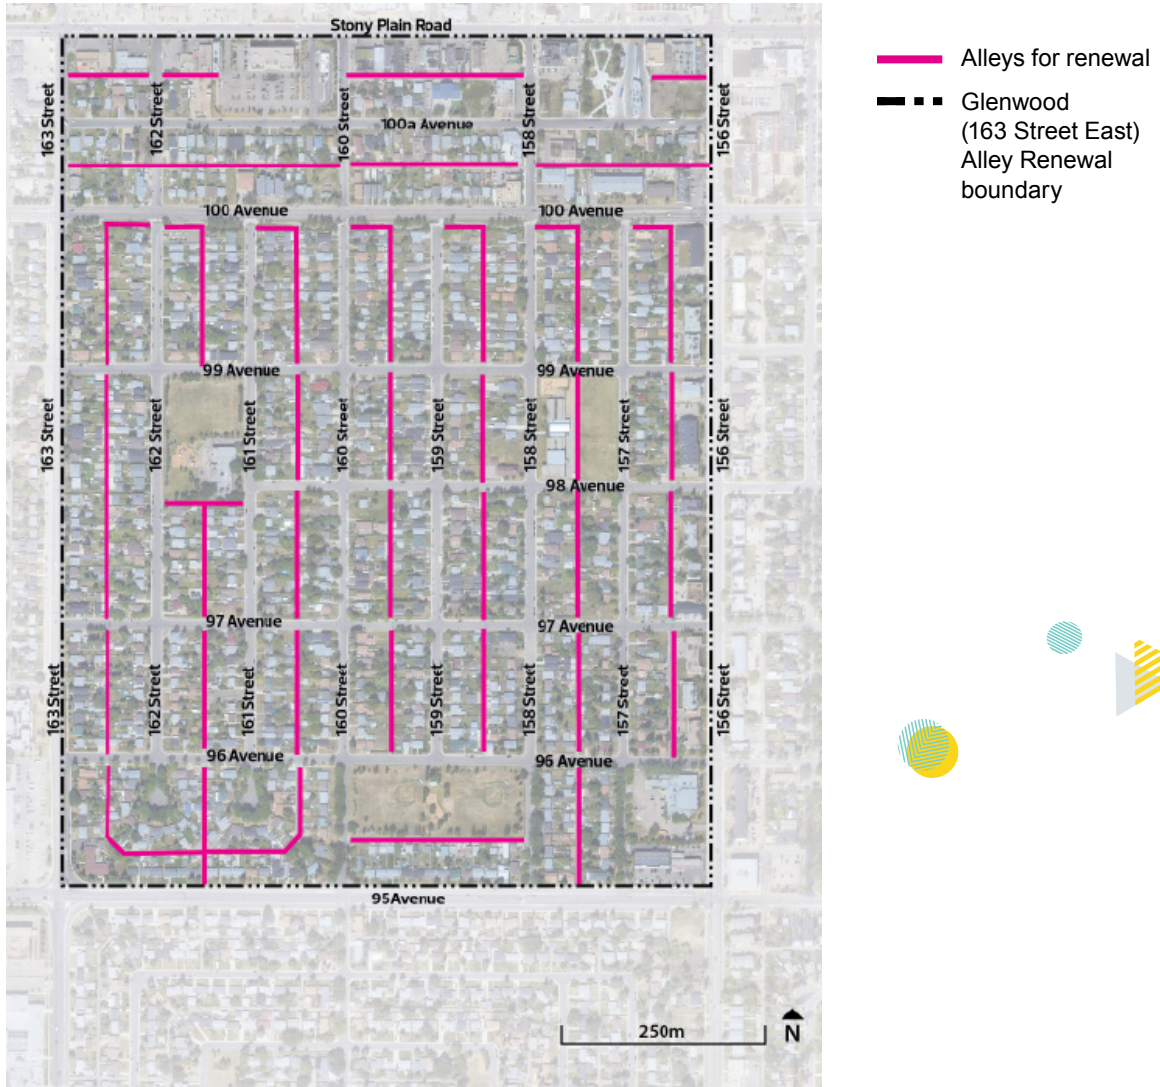 Stony Plain Road
Alleys for renewal
Glenwood
(163 Street East)
Alley Renewal
boundary
163 Street
162 Street
160 Street
158 Street
156 Street
100a Avenue
100 Avenue
100 Avenue
99 Avenue
99 Avenue
163 Street
162 Street
161 Street
160 Street
159 Street
158 Street
157 Street
156 Street
98 Avenue
97 Avenue
97 Avenue
163 Street
162 Street
161 Street
160 Street
159 Street
158 Street
157 Street
156 Street
96 Avenue
96 Avenue
95Avenue
250m
N